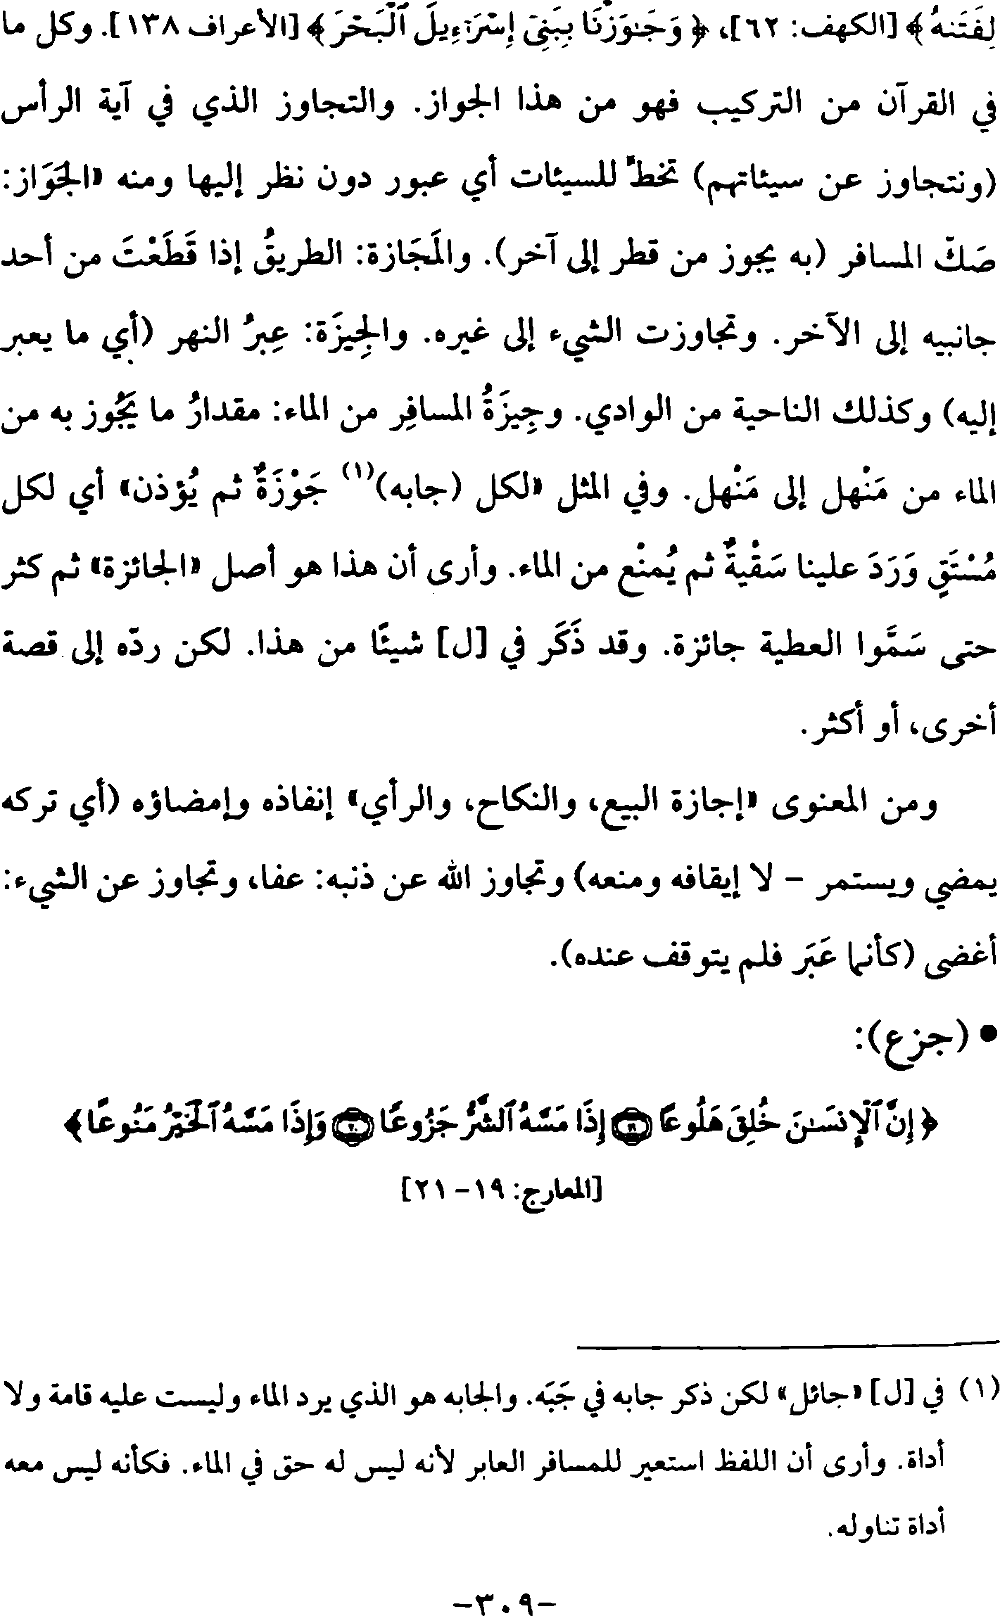 لِفَتَىٰهُ﴾ [الكهف: ٦٢]، ﴿وَجَـٰوَزْنَا بِبَنِىٓ إِسْرَٰٓءِيلَ ٱلْبَحْرَ﴾ [الأعراف ١٣٨]. وكل ما
في القرآن من التركيب فهو من هذا الجواز. والتجاوز الذي في آية الرأس
(ونتجاوز عن سيئاتهم) تخطٍّ للسيئات أي عبور دون نظر إليها ومنه «الجَوَاز:
صَكّ المسافر (به يجوز من قطر إلى آخر). والمَجَازة: الطريقُ إذا قَطَعْتَ من أحد
جانبيه إلى الآخر. وتجاوزت الشيء إلى غيره. والجِيزَة: عِبرُ النهر (أي ما يعبر
إليه) وكذلك الناحية من الوادي. وجِيزَةُ المسافِر من الماء: مقدارُ ما يَجُوز به من
الماء من مَنْهل إلى مَنْهل. وفي المثل «لكل (جابه)(١) جَوْزَةٌ ثم يُؤذن» أي لكل
مُسْتَقٍ وَرَدَ علينا سَقْيةٌ ثم يُمنْع من الماء. وأرى أن هذا هو أصل «الجائزة» ثم كثر
حتى سَمَّوا العطية جائزة. وقد ذَكَر في [ل] شيئًا من هذا. لكن ردّه إلى قصة
أخرى، أو أكثر.
ومن المعنوى «إجازة البيع، والنكاح، والرأي» إنفاذه وإمضاؤه (أي تركه
يمضي ويستمر - لا إيقافه ومنعه) وتجاوز الله عن ذنبه: عفا، وتجاوز عن الشيء:
أغضى (كأنما عَبَر فلم يتوقف عنده).
• (جزع):
﴿إِنَّ ٱلْإِنسَـٰنَ خُلِقَ هَلُوعًا ۝١٩ إِذَا مَسَّهُ ٱلشَّرُّ جَزُوعًا ۝٢٠ وَإِذَا مَسَّهُ ٱلْخَيْرُ مَنُوعًا﴾
[المعارج: ١٩- ٢١]
(١) في [ل] «جائل» لكن ذكر جابه في جَبَه. والجابه هو الذي يرد الماء وليست عليه قامة ولا
أداة. وأرى أن اللفظ استعير للمسافر العابر لأنه ليس له حق في الماء. فكأنه ليس معه
أداة تناوله.
-٣٠٩-